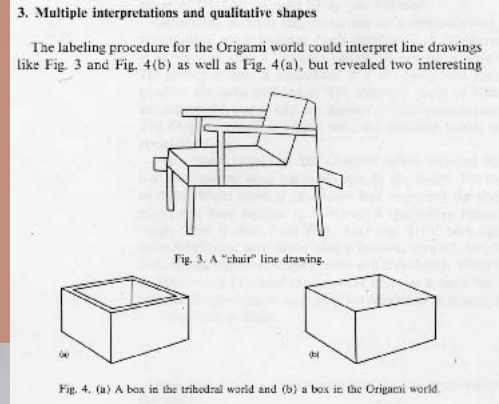 3. Multiple interpretations and qualitative shapes
The labeling procedure for the Origami world could interpret line drawings
like Fig. 3 and Fig. 4(b) as well as Fig. 4(a), but revealed two interesting
Fig. 3. A "chair" line drawing.
(a)
(b)
Fig. 4. (a) A box in the trihedral world and (b) a box in the Origami world.